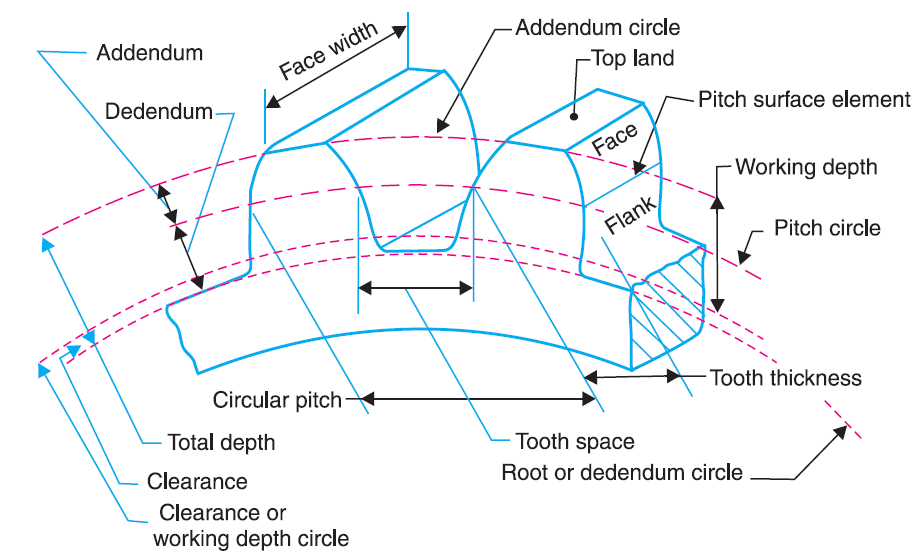 Addendum
Dedendum
Face width
Addendum circle
Top land
Pitch surface element
Face
Working depth
Flank
Pitch circle
Tooth thickness
Circular pitch
Total depth
Tooth space
Root or dedendum circle
Clearance
Clearance or
working depth circle